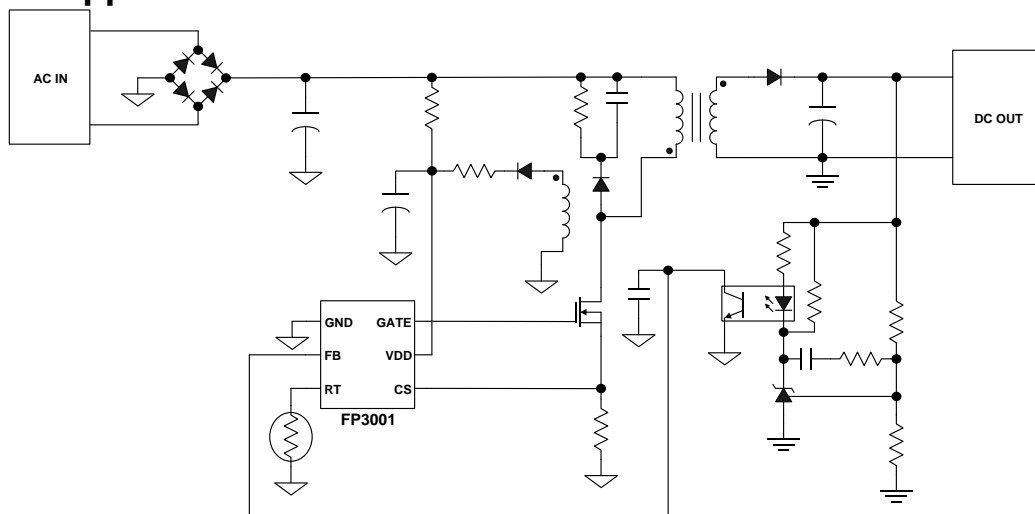 AC IN
DC OUT
GND
GATE
FB
VDD
RT
CS
FP3001